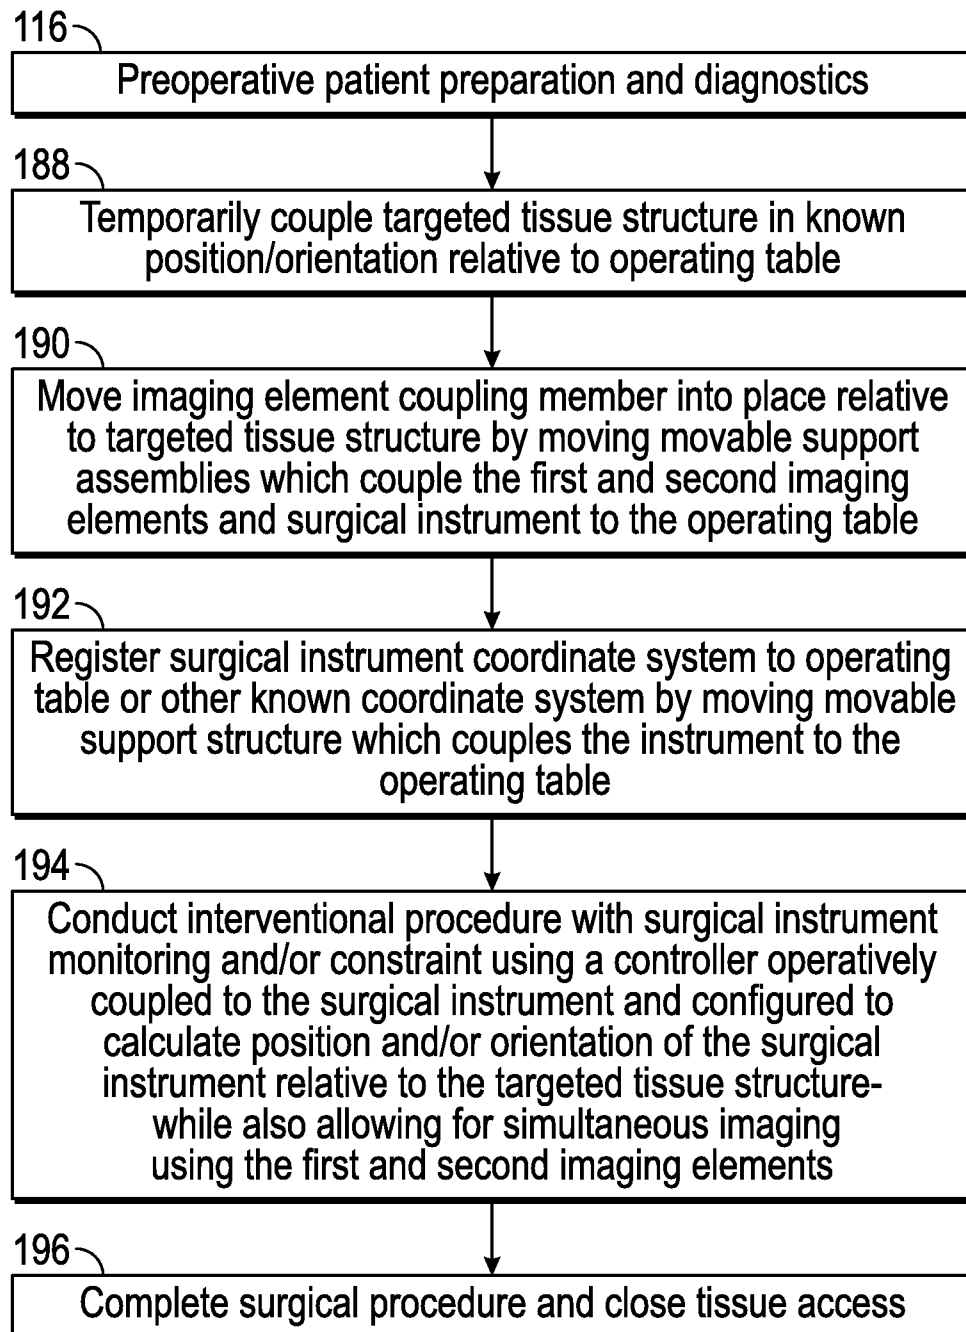 116
Preoperative patient preparation and diagnostics
188
Temporarily couple targeted tissue structure in known
position/orientation relative to operating table
190
Move imaging element coupling member into place relative
to targeted tissue structure by moving movable support
assemblies which couple the first and second imaging
elements and surgical instrument to the operating table
192
Register surgical instrument coordinate system to operating
table or other known coordinate system by moving movable
support structure which couples the instrument to the
operating table
194
Conduct interventional procedure with surgical instrument
monitoring and/or constraint using a controller operatively
coupled to the surgical instrument and configured to
calculate position and/or orientation of the surgical
instrument relative to the targeted tissue structure-
while also allowing for simultaneous imaging
using the first and second imaging elements
196
Complete surgical procedure and close tissue access